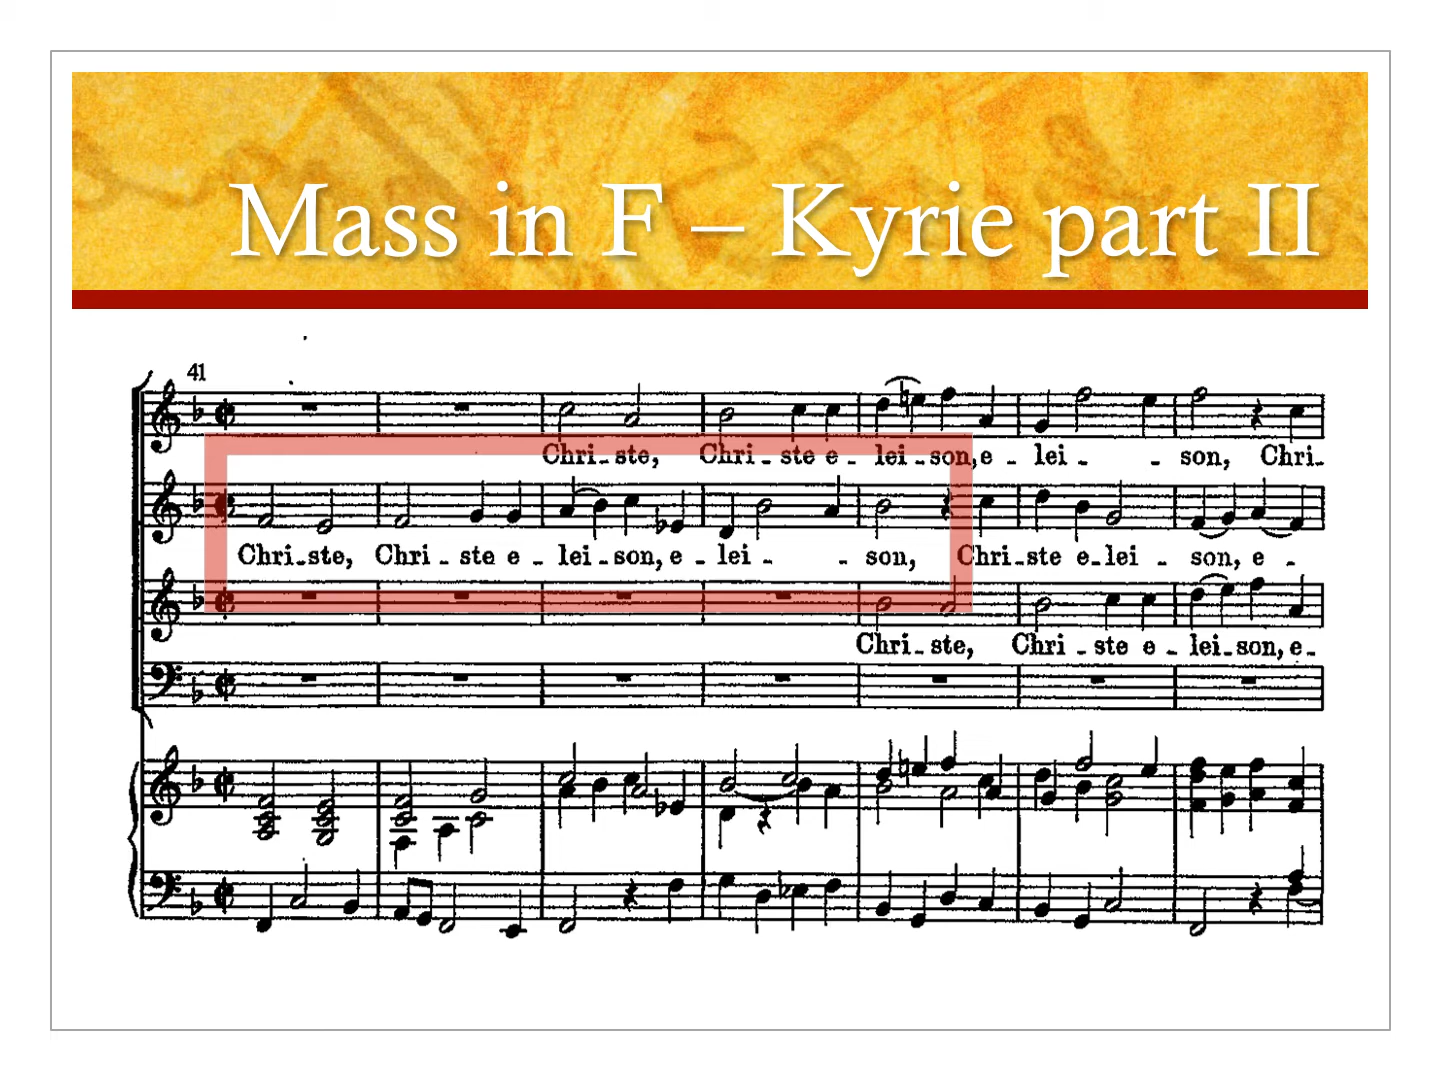 Mass in F – Kyrie part II
41
Chri - ste, Chri - ste e - lei - son, e - lei - - son, Chri-
Chri - ste, Chri - ste e - lei - son, e - lei - - son, Chri - ste e - lei - son, e -
Chri - ste, Chri - ste e - lei - son, e -